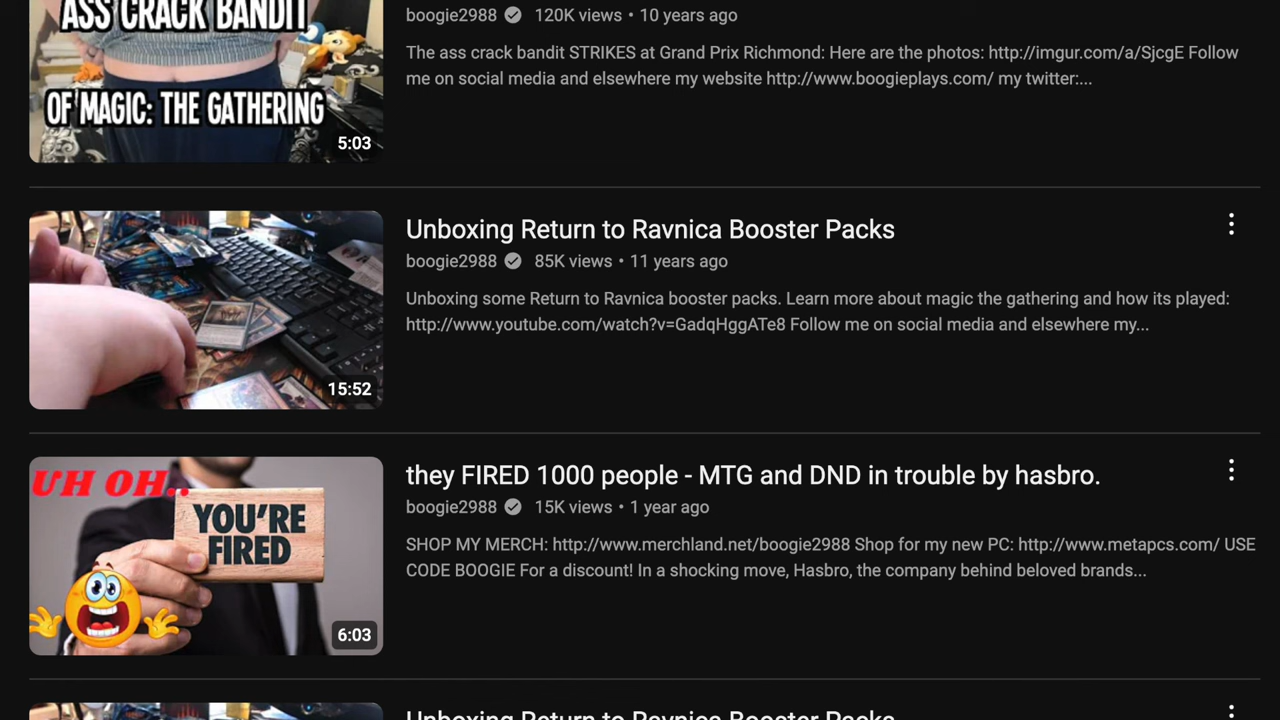 ASS CRACK BANDIT
OF MAGIC: THE GATHERING
5:03
boogie2988 120K views • 10 years ago
The ass crack bandit STRIKES at Grand Prix Richmond: Here are the photos: http://imgur.com/a/SjcgE Follow
me on social media and elsewhere my website http://www.boogieplays.com/ my twitter:...
15:52
Unboxing Return to Ravnica Booster Packs
boogie2988 85K views • 11 years ago
Unboxing some Return to Ravnica booster packs. Learn more about magic the gathering and how its played:
http://www.youtube.com/watch?v=GadqHggATe8 Follow me on social media and elsewhere my...
UH OH..
YOU'RE
FIRED
6:03
they FIRED 1000 people - MTG and DND in trouble by hasbro.
boogie2988 15K views • 1 year ago
SHOP MY MERCH: http://www.merchland.net/boogie2988 Shop for my new PC: http://www.metapcs.com/ USE
CODE BOOGIE For a discount! In a shocking move, Hasbro, the company behind beloved brands...
Unboxing Return to Ravnica Booster Packs